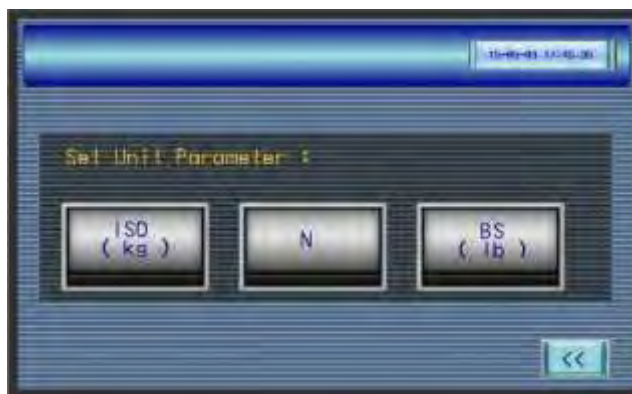 Set Unit Parameter :
ISD
( kg )
N
BS
( lb )
<<